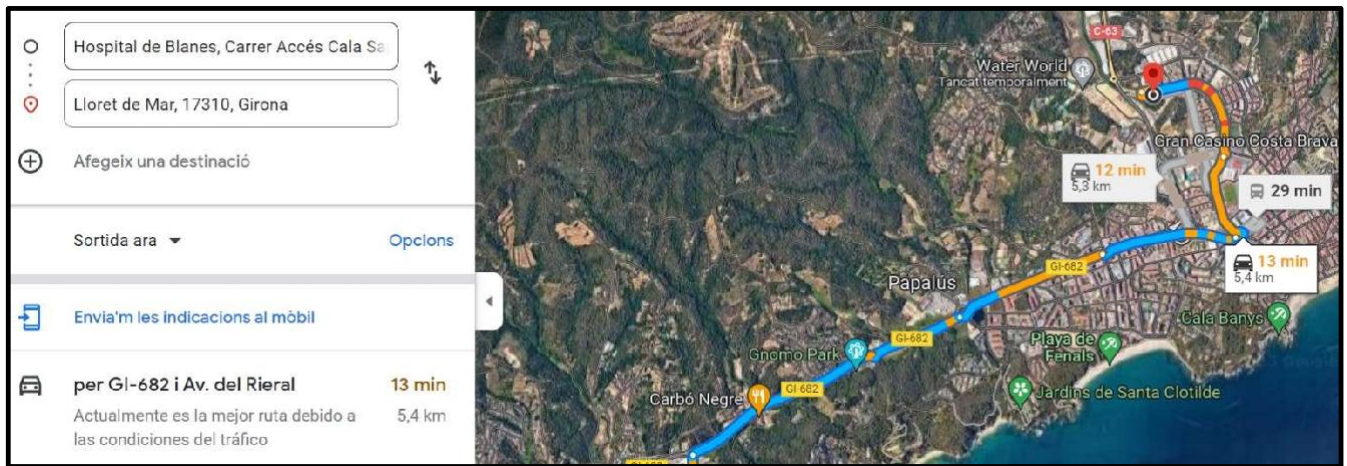 Hospital de Blanes, Carrer Accés Cala Sa
Lloret de Mar, 17310, Girona
Afegeix una destinació
Sortida ara
Opcions
Envia'm les indicacions al mòbil
per GI-682 i Av. del Rieral
13 min
Actualmente es la mejor ruta debido a
5,4 km
las condiciones del tráfico
C-63
Water World
Tancat temporalment
Gran Casino Costa Brava
12 min
5,3 km
29 min
GI-682
13 min
5,4 km
Papalús
Cala Banys
GI-682
Playa de
Fenals
Gnomo Park
GI-682
Jardins de Santa Clotilde
Carbó Negre